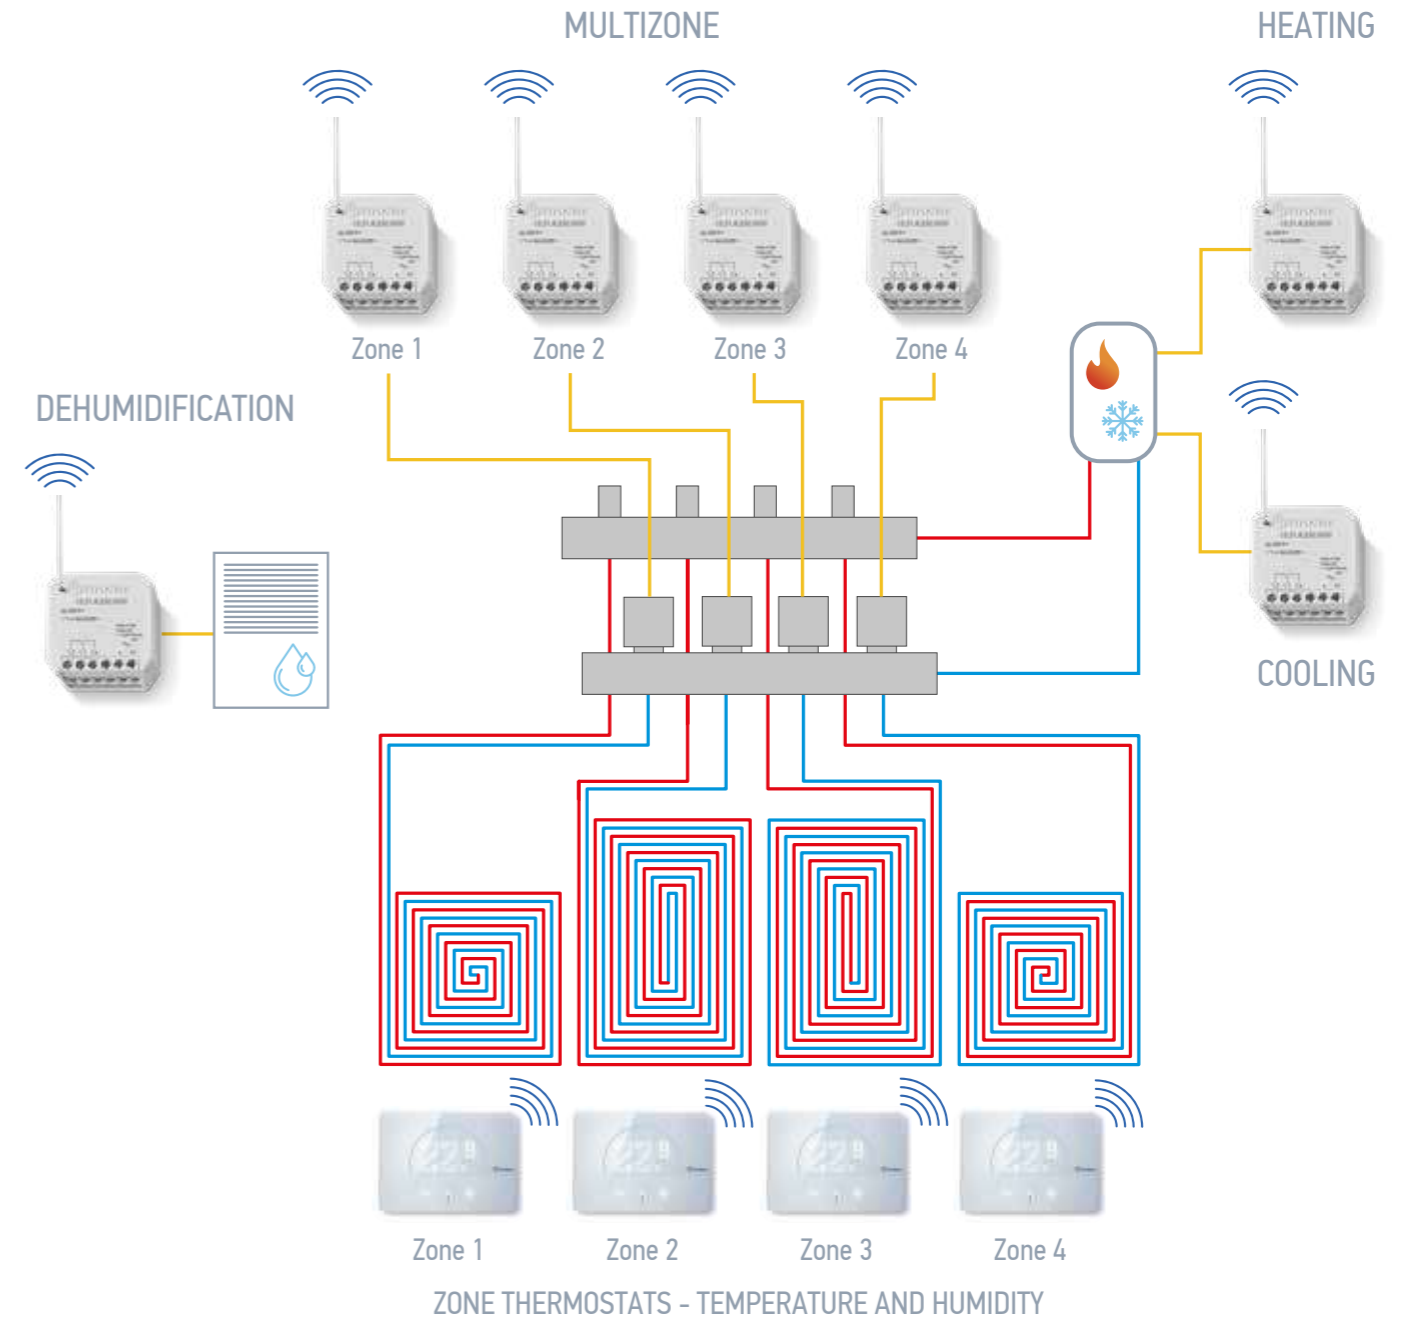 MULTIZONE
HEATING
Zone 1
Zone 2
Zone 3
Zone 4
DEHUMIDIFICATION
COOLING
Zone 1
Zone 2
Zone 3
Zone 4
ZONE THERMOSTATS - TEMPERATURE AND HUMIDITY